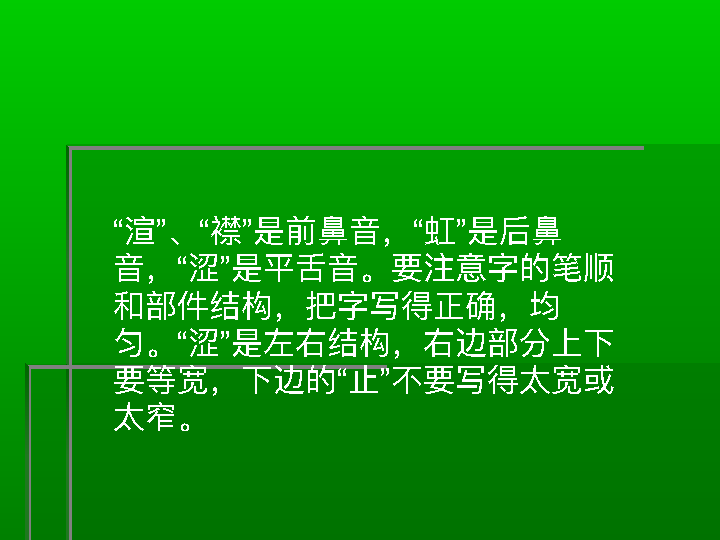 “渲”、“襟”是前鼻音，“虹”是后鼻
音，“涩”是平舌音。要注意字的笔顺
和部件结构，把字写得正确，均
匀。“涩”是左右结构，右边部分上下
要等宽，下边的“止”不要写得太宽或
太窄。